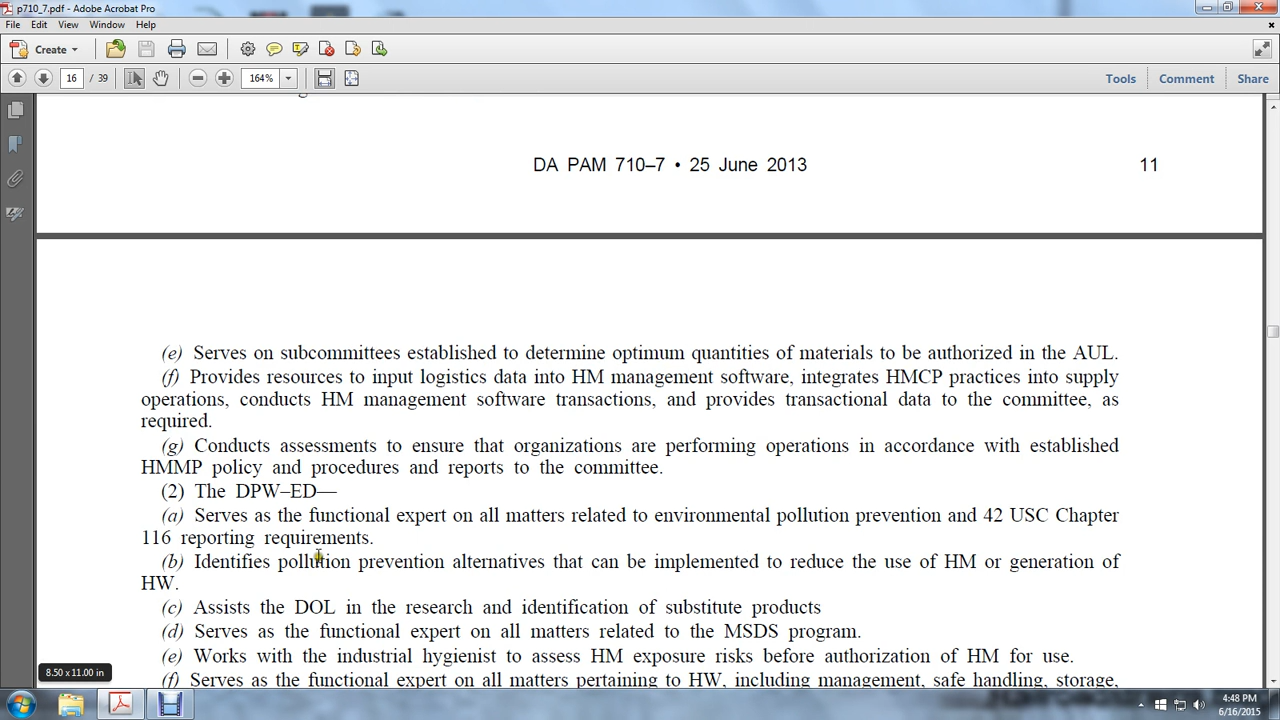 p710_7.pdf - Adobe Acrobat Pro
File Edit View Window Help
Create
16 / 39 164% Tools Comment Share
DA PAM 710–7 • 25 June 2013 11
(e) Serves on subcommittees established to determine optimum quantities of materials to be authorized in the AUL.
(f) Provides resources to input logistics data into HM management software, integrates HMCP practices into supply
operations, conducts HM management software transactions, and provides transactional data to the committee, as
required.
(g) Conducts assessments to ensure that organizations are performing operations in accordance with established
HMMP policy and procedures and reports to the committee.
(2) The DPW–ED—
(a) Serves as the functional expert on all matters related to environmental pollution prevention and 42 USC Chapter
116 reporting requirements.
(b) Identifies pollution prevention alternatives that can be implemented to reduce the use of HM or generation of
HW.
(c) Assists the DOL in the research and identification of substitute products
(d) Serves as the functional expert on all matters related to the MSDS program.
(e) Works with the industrial hygienist to assess HM exposure risks before authorization of HM for use.
(f) Serves as the functional expert on all matters pertaining to HW, including management, safe handling, storage,
8.50 x 11.00 in
4:48 PM
6/16/2015